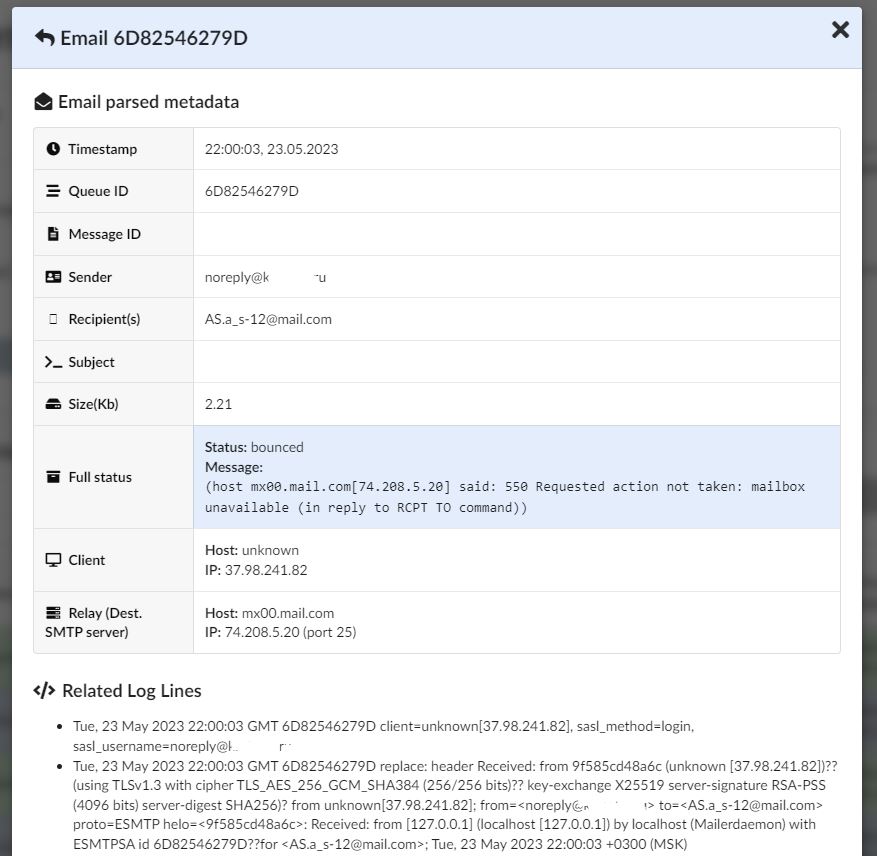 Email 6D82546279D
Email parsed metadata
Timestamp 22:00:03, 23.05.2023
Queue ID 6D82546279D
Message ID
Sender noreply@k ru
Recipient(s) AS.a_s-12@mail.com
Subject
Size(Kb) 2.21
Full status
Status: bounced
Message:
(host mx00.mail.com[74.208.5.20] said: 550 Requested action not taken: mailbox
unavailable (in reply to RCPT TO command))
Client
Host: unknown
IP: 37.98.241.82
Relay (Dest.
SMTP server)
Host: mx00.mail.com
IP: 74.208.5.20 (port 25)
Related Log Lines
Tue, 23 May 2023 22:00:03 GMT 6D82546279D client=unknown[37.98.241.82], sasl_method=login,
sasl_username=noreply@
Tue, 23 May 2023 22:00:03 GMT 6D82546279D replace: header Received: from 9f585cd48a6c (unknown [37.98.241.82])??
(using TLSv1.3 with cipher TLS_AES_256_GCM_SHA384 (256/256 bits)?? key-exchange X25519 server-signature RSA-PSS
(4096 bits) server-digest SHA256)? from unknown[37.98.241.82]; from=<noreply@ > to=<AS.a_s-12@mail.com>
proto=ESMTP helo=<9f585cd48a6c>: Received: from [127.0.0.1] (localhost [127.0.0.1]) by localhost (Mailerdaemon) with
ESMTPSA id 6D82546279D??for <AS.a_s-12@mail.com>; Tue, 23 May 2023 22:00:03 +0300 (MSK)